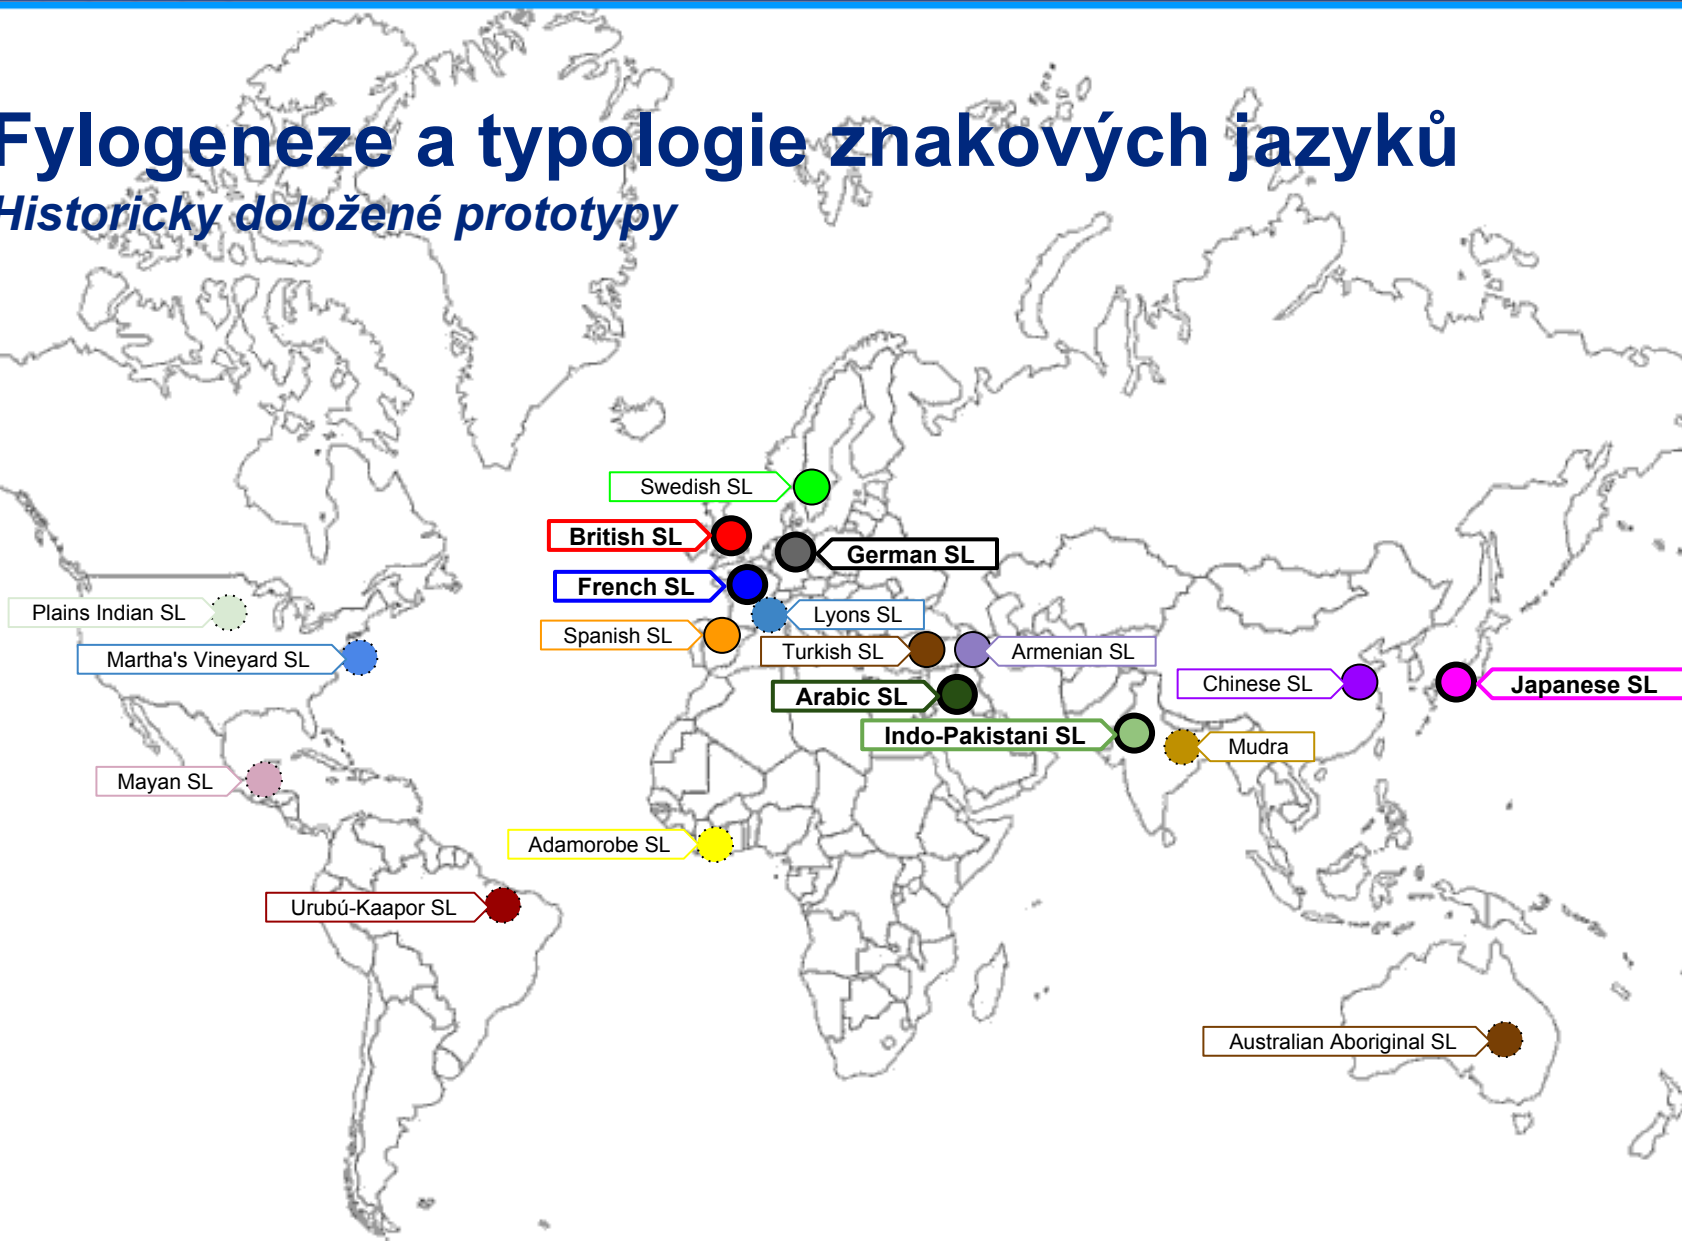 Fylogeneze a typologie znakových jazyků
Historicky doložené prototypy
Swedish SL
British SL
German SL
French SL
Plains Indian SL
Lyons SL
Spanish SL
Turkish SL
Armenian SL
Martha's Vineyard SL
Chinese SL
Japanese SL
Arabic SL
Indo-Pakistani SL
Mudra
Mayan SL
Adamorobe SL
Urubú-Kaapor SL
Australian Aboriginal SL